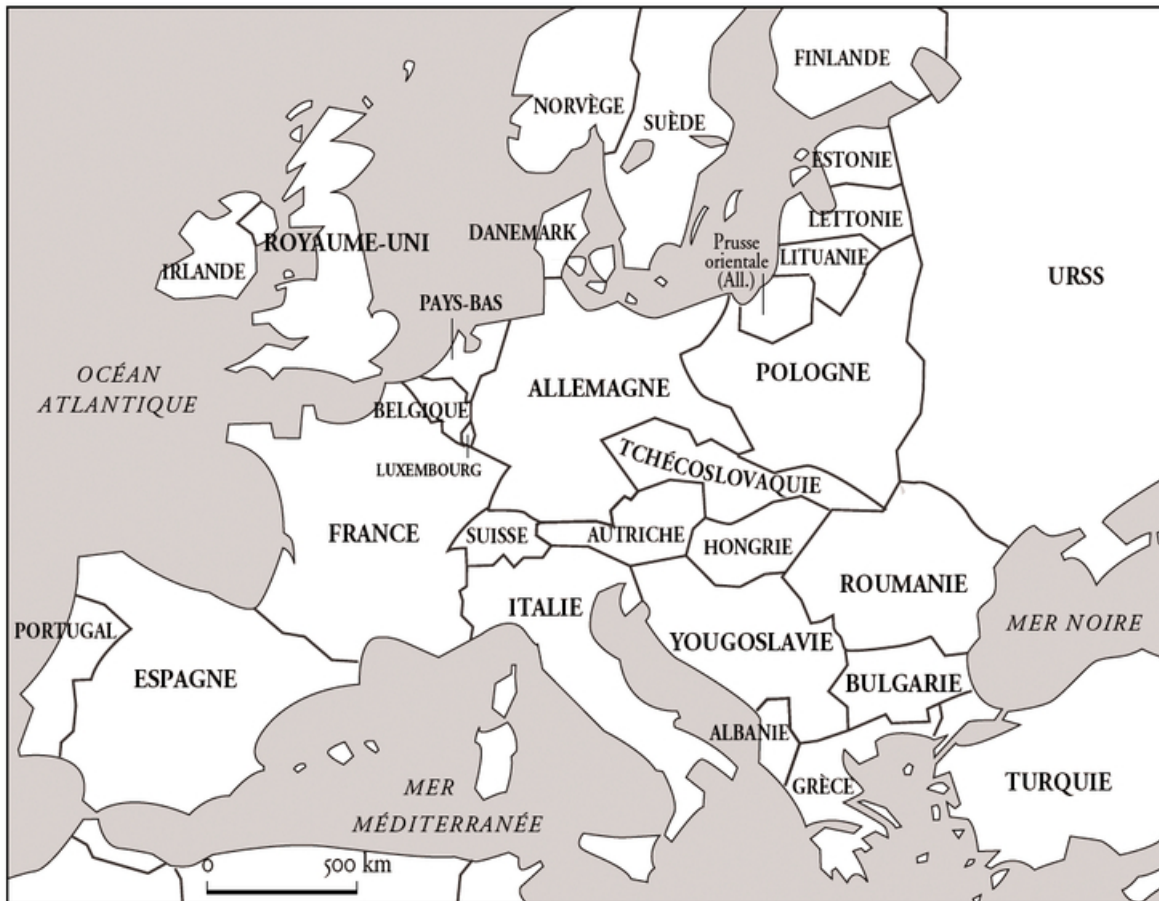 FINLANDE
NORVÈGE
SUÈDE
ESTONIE
LETTONIE
DANEMARK
ROYAUME-UNI
IRLANDE
Prusse
orientale
(All.)
LITUANIE
URSS
PAYS-BAS
OCÉAN
ATLANTIQUE
ALLEMAGNE
POLOGNE
BELGIQUE
LUXEMBOURG
TCHÉCOSLOVAQUIE
FRANCE
SUISSE
AUTRICHE
HONGRIE
ROUMANIE
ITALIE
MER NOIRE
PORTUGAL
ESPAGNE
YOUGOSLAVIE
BULGARIE
ALBANIE
GRÈCE
TURQUIE
MER
MÉDITERRANÉE
0 500 km